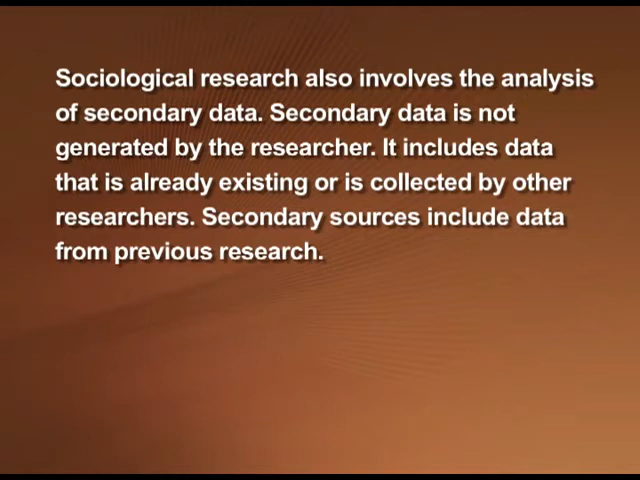 Sociological research also involves the analysis
of secondary data. Secondary data is not
generated by the researcher. It includes data
that is already existing or is collected by other
researchers. Secondary sources include data
from previous research.